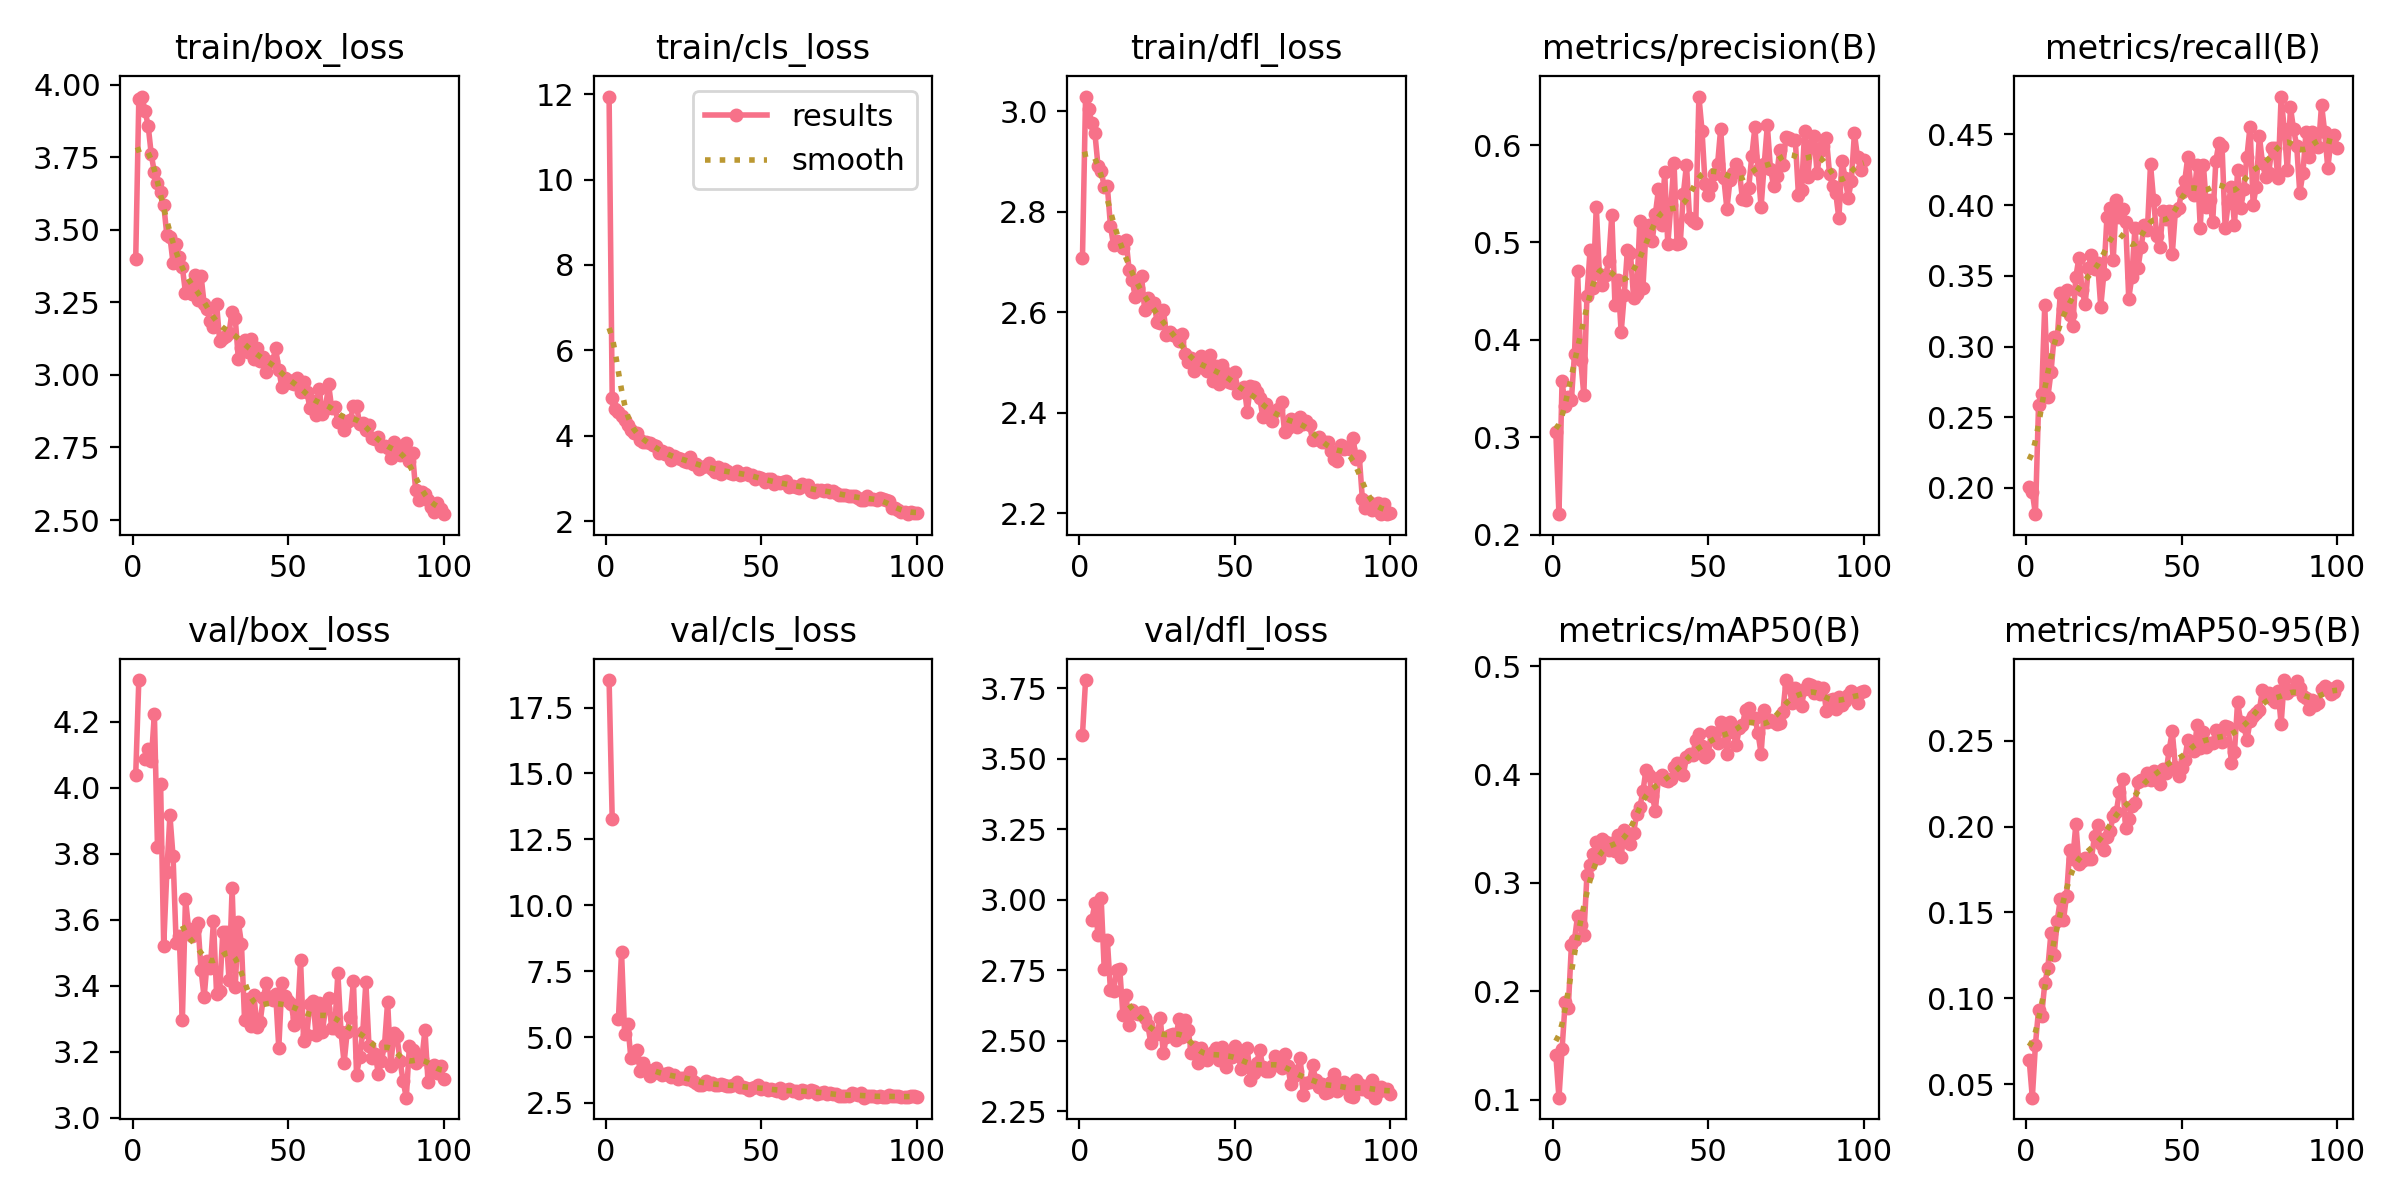 train/box_loss
4.00
3.75
3.50
3.25
3.00
2.75
2.50
0 50 100
train/cls_loss
results
smooth
12
10
8
6
4
2
0 50 100
train/dfl_loss
3.0
2.8
2.6
2.4
2.2
0 50 100
metrics/precision(B)
0.6
0.5
0.4
0.3
0.2
0 50 100
metrics/recall(B)
0.45
0.40
0.35
0.30
0.25
0.20
0 50 100
val/box_loss
4.2
4.0
3.8
3.6
3.4
3.2
3.0
0 50 100
val/cls_loss
17.5
15.0
12.5
10.0
7.5
5.0
2.5
0 50 100
val/dfl_loss
3.75
3.50
3.25
3.00
2.75
2.50
2.25
0 50 100
metrics/mAP50(B)
0.5
0.4
0.3
0.2
0.1
0 50 100
metrics/mAP50-95(B)
0.25
0.20
0.15
0.10
0.05
0 50 100